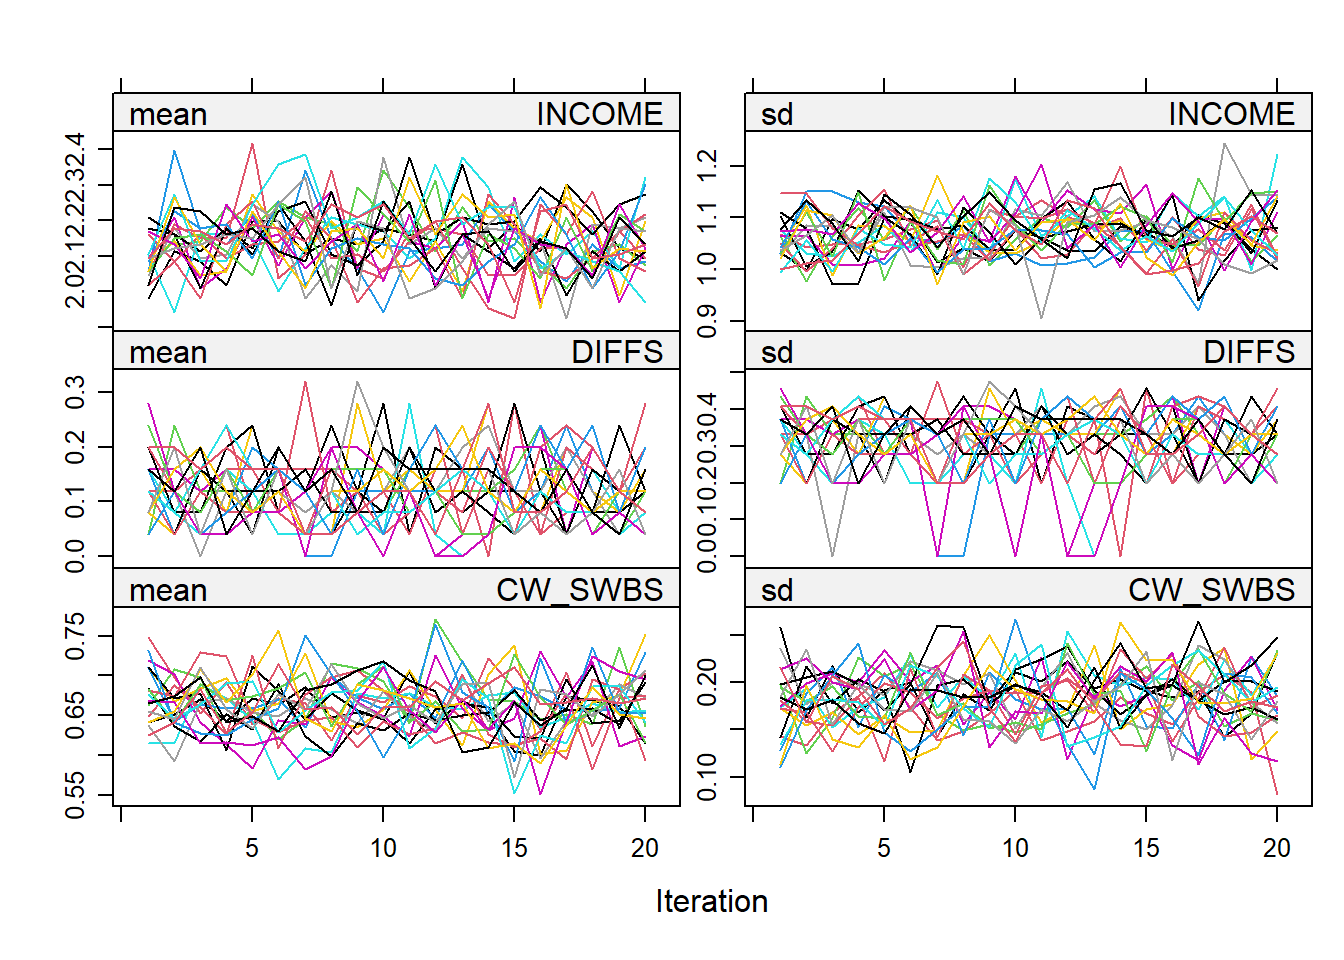 mean INCOME
sd INCOME
2.0 2.1 2.2 2.3 2.4
0.9 1.0 1.1 1.2
mean DIFFS
sd DIFFS
0.0 0.1 0.2 0.3
0.0 0.1 0.2 0.3 0.4
mean CW_SWBS
sd CW_SWBS
0.55 0.65 0.75
0.10 0.20
5 10 15 20
5 10 15 20
Iteration